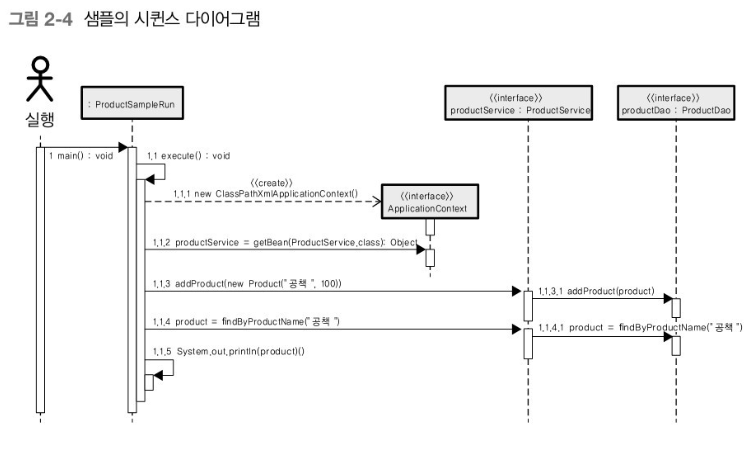 그림 2-4 샘플의 시퀀스 다이어그램
실행
: ProductSampleRun
《interface》
productService : ProductService
《interface》
productDao : ProductDao
1 main() : void
1.1 execute() : void
《create》
1.1.1 new ClassPathXmlApplicationContext()
《interface》
ApplicationContext
1.1.2 productService = getBean(ProductService.class): Object
1.1.3 addProduct(new Product("공책 ", 100))
1.1.3.1 addProduct(product)
1.1.4 product = findByProductName("공책 ")
1.1.4.1 product = findByProductName("공책 ")
1.1.5 System.out.println(product)()